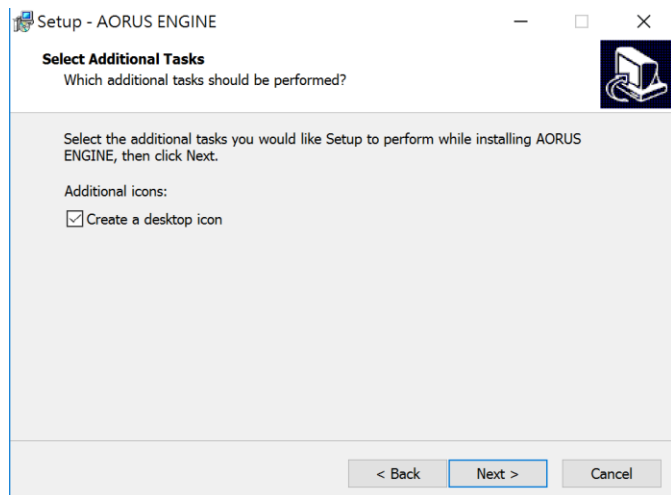 Setup - AORUS ENGINE
Select Additional Tasks
Which additional tasks should be performed?
Select the additional tasks you would like Setup to perform while installing AORUS
ENGINE, then click Next.
Additional icons:
Create a desktop icon
< Back
Next >
Cancel